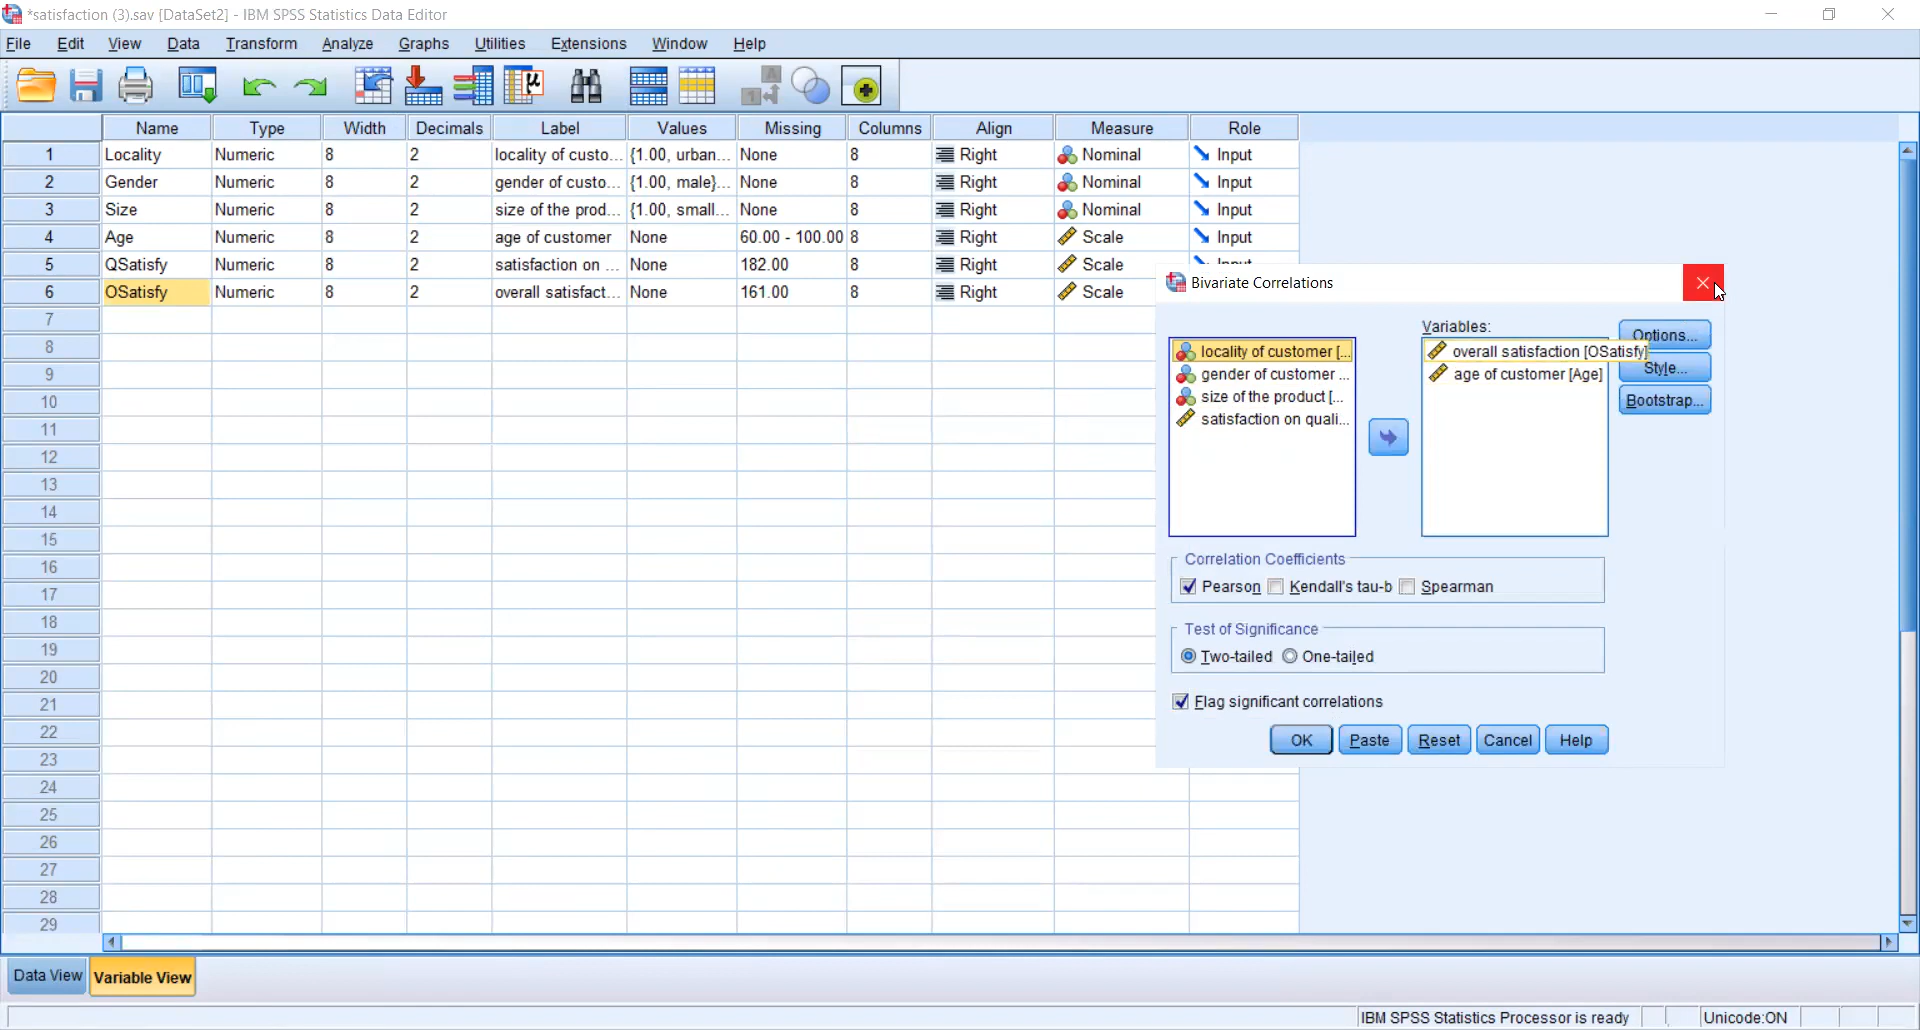 *satisfaction (3).sav [DataSet2] - IBM SPSS Statistics Data Editor
File Edit View Data Transform Analyze Graphs Utilities Extensions Window Help
Name Type Width Decimals Label Values Missing Columns Align Measure Role
1 Locality Numeric 8 2 locality of custo... {1.00, urban... None 8 Right Nominal Input
2 Gender Numeric 8 2 gender of custo... {1.00, male}... None 8 Right Nominal Input
3 Size Numeric 8 2 size of the prod... {1.00, small... None 8 Right Nominal Input
4 Age Numeric 8 2 age of customer None 60.00 - 100.00 8 Right Scale Input
5 QSatisfy Numeric 8 2 satisfaction on ... None 182.00 8 Right Scale Input
6 OSatisfy Numeric 8 2 overall satisfact... None 161.00 8 Right Scale
7
8
9
10
11
12
13
14
15
16
17
18
19
20
21
22
23
24
25
26
27
28
29
Bivariate Correlations
Variables:
locality of customer [...
gender of customer ...
size of the product [...
satisfaction on quali...
overall satisfaction [OSatisfy]
age of customer [Age]
Options...
Style...
Bootstrap...
Correlation Coefficients
Pearson Kendall's tau-b Spearman
Test of Significance
Two-tailed One-tailed
Flag significant correlations
OK Paste Reset Cancel Help
Data View Variable View
IBM SPSS Statistics Processor is ready Unicode:ON